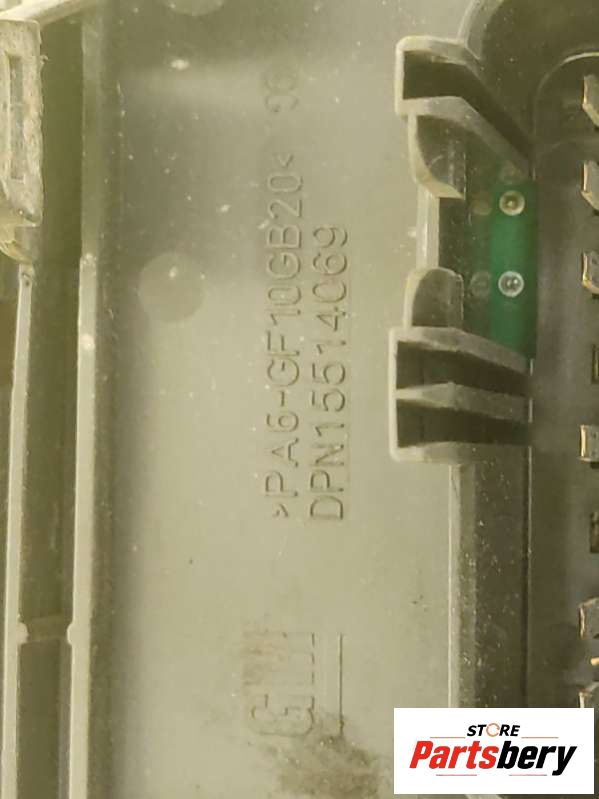 >PA6-GF10GB20<
DPN15514069
GM
STORE
Partsbery